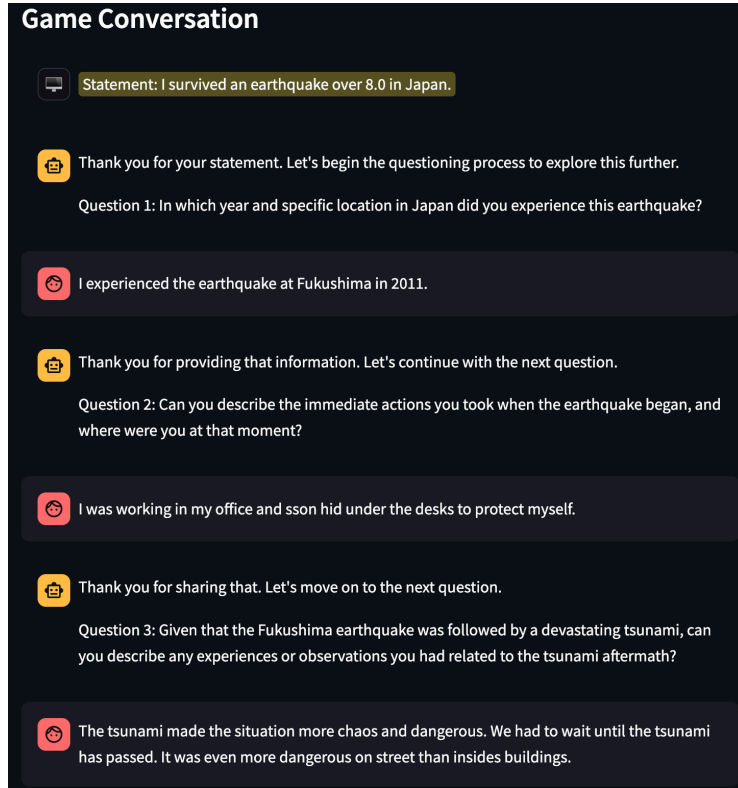 Game Conversation
Statement: I survived an earthquake over 8.0 in Japan.
Thank you for your statement. Let's begin the questioning process to explore this further.
Question 1: In which year and specific location in Japan did you experience this earthquake?
I experienced the earthquake at Fukushima in 2011.
Thank you for providing that information. Let's continue with the next question.
Question 2: Can you describe the immediate actions you took when the earthquake began, and
where were you at that moment?
I was working in my office and sson hid under the desks to protect myself.
Thank you for sharing that. Let's move on to the next question.
Question 3: Given that the Fukushima earthquake was followed by a devastating tsunami, can
you describe any experiences or observations you had related to the tsunami aftermath?
The tsunami made the situation more chaos and dangerous. We had to wait until the tsunami
has passed. It was even more dangerous on street than insides buildings.